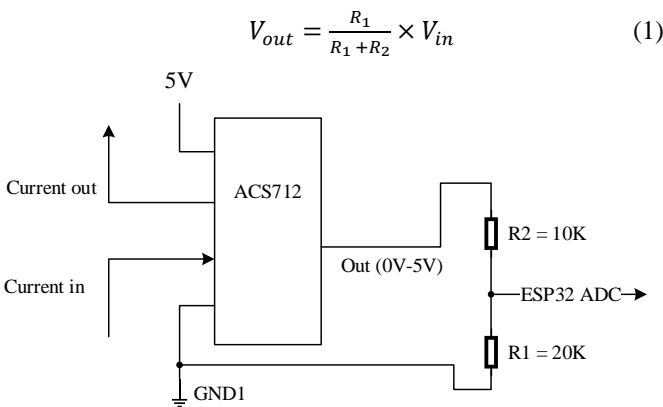 V_out = R_1 / (R_1 + R_2) × V_in (1)
5V
Current out
ACS712
R2 = 10K
Out (0V-5V)
Current in
ESP32 ADC
R1 = 20K
GND1